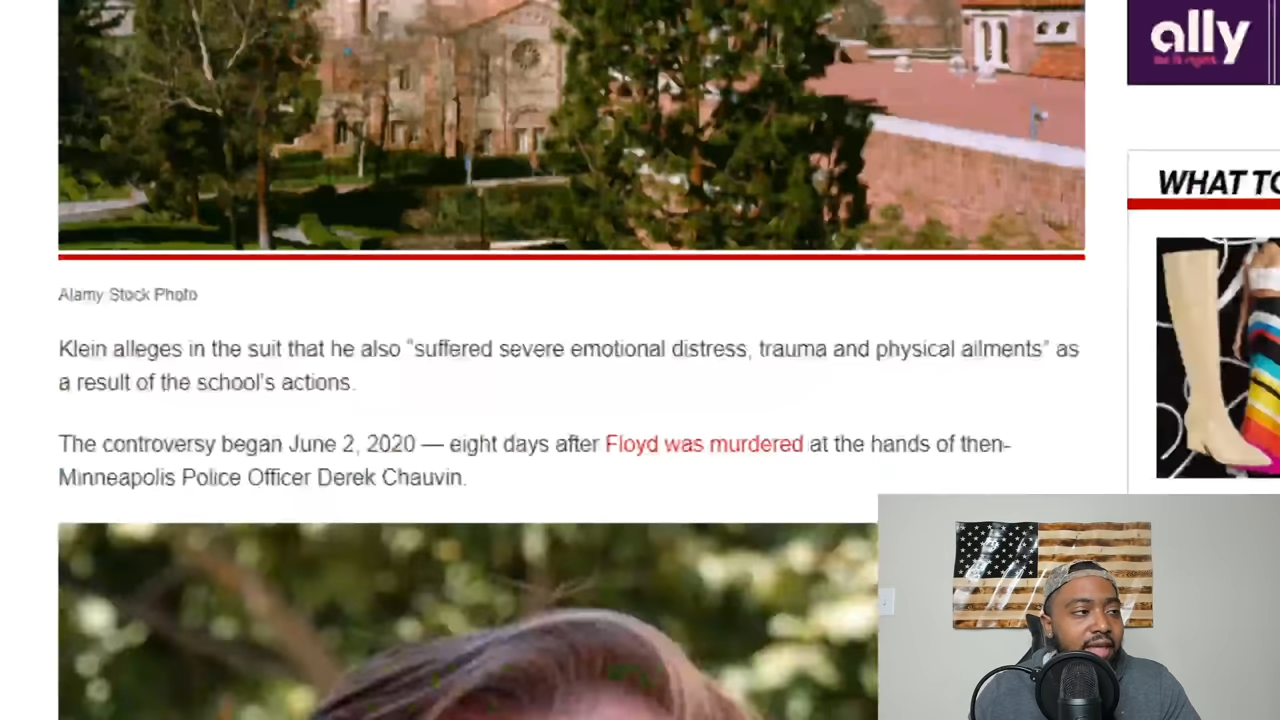 ally
WHAT TO
Alamy Stock Photo
Klein alleges in the suit that he also “suffered severe emotional distress, trauma and physical ailments” as
a result of the school’s actions.
The controversy began June 2, 2020 — eight days after Floyd was murdered at the hands of then-
Minneapolis Police Officer Derek Chauvin.